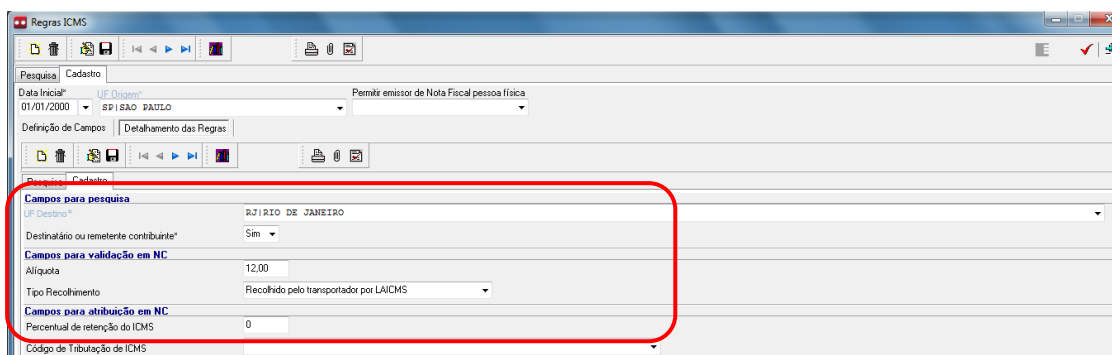 Regras ICMS
Pesquisa Cadastro
Data Inicial* UF Origem* Permitir emissor de Nota Fiscal pessoa física
01/01/2000 SP|SAO PAULO
Definição de Campos Detalhamento das Regras
Pesquisa Cadastro
Campos para pesquisa
UF Destino* RJ|RIO DE JANEIRO
Destinatário ou remetente contribuinte* Sim
Campos para validação em NC
Alíquota 12,00
Tipo Recolhimento Recolhido pelo transportador por LAICMS
Campos para atribuição em NC
Percentual de retenção do ICMS 0
Código de Tributação de ICMS